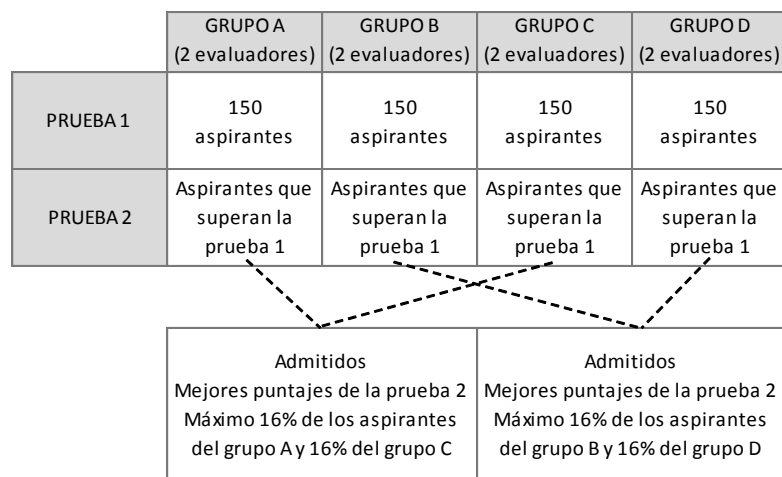 GRUPO A
(2 evaluadores)
GRUPO B
(2 evaluadores)
GRUPO C
(2 evaluadores)
GRUPO D
(2 evaluadores)
PRUEBA 1
150
aspirantes
150
aspirantes
150
aspirantes
150
aspirantes
PRUEBA 2
Aspirantes que
superan la
prueba 1
Aspirantes que
superan la
prueba 1
Aspirantes que
superan la
prueba 1
Aspirantes que
superan la
prueba 1
Admitidos
Mejores puntajes de la prueba 2
Máximo 16% de los aspirantes
del grupo A y 16% del grupo C
Admitidos
Mejores puntajes de la prueba 2
Máximo 16% de los aspirantes
del grupo B y 16% del grupo D